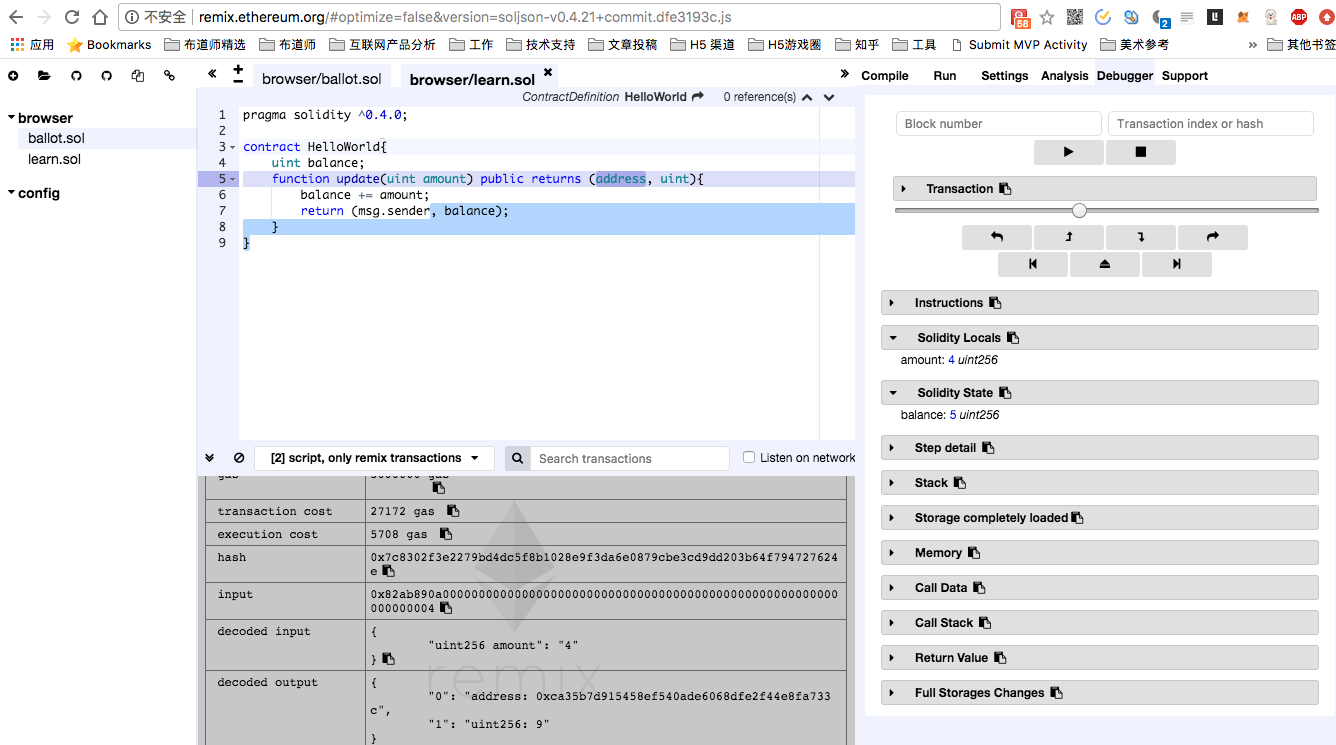 不安全 | remix.ethereum.org/#optimize=false&version=soljson-v0.4.21+commit.dfe3193c.js
58 2 ABP
应用 Bookmarks 布道师精选 布道师 互联网产品分析 工作 技术支持 文章投稿 H5 渠道 H5游戏圈 知乎 工具 Submit MVP Activity 美术参考 » 其他书签
browser
ballot.sol
learn.sol
config
browser/ballot.sol browser/learn.sol
ContractDefinition HelloWorld 0 reference(s)
1 pragma solidity ^0.4.0;
2
3 contract HelloWorld{
4 uint balance;
5 function update(uint amount) public returns (address, uint){
6 balance += amount;
7 return (msg.sender, balance);
8 }
9 }
[2] script, only remix transactions Search transactions Listen on network
transaction cost 27172 gas
execution cost 5708 gas
hash 0x7c8302f3e2279bd4dc5f8b1028e9f3da6e0879cbe3cd9dd203b64f794727624
e
input 0x82ab890a00000000000000000000000000000000000000000000000000000000
000000004
decoded input {
"uint256 amount": "4"
}
decoded output {
"0": "address: 0xca35b7d915458ef540ade6068dfe2f44e8fa733
c",
"1": "uint256: 9"
}
remix
Compile Run Settings Analysis Debugger Support
Block number Transaction index or hash
Transaction
Instructions
Solidity Locals
amount: 4 uint256
Solidity State
balance: 5 uint256
Step detail
Stack
Storage completely loaded
Memory
Call Data
Call Stack
Return Value
Full Storages Changes